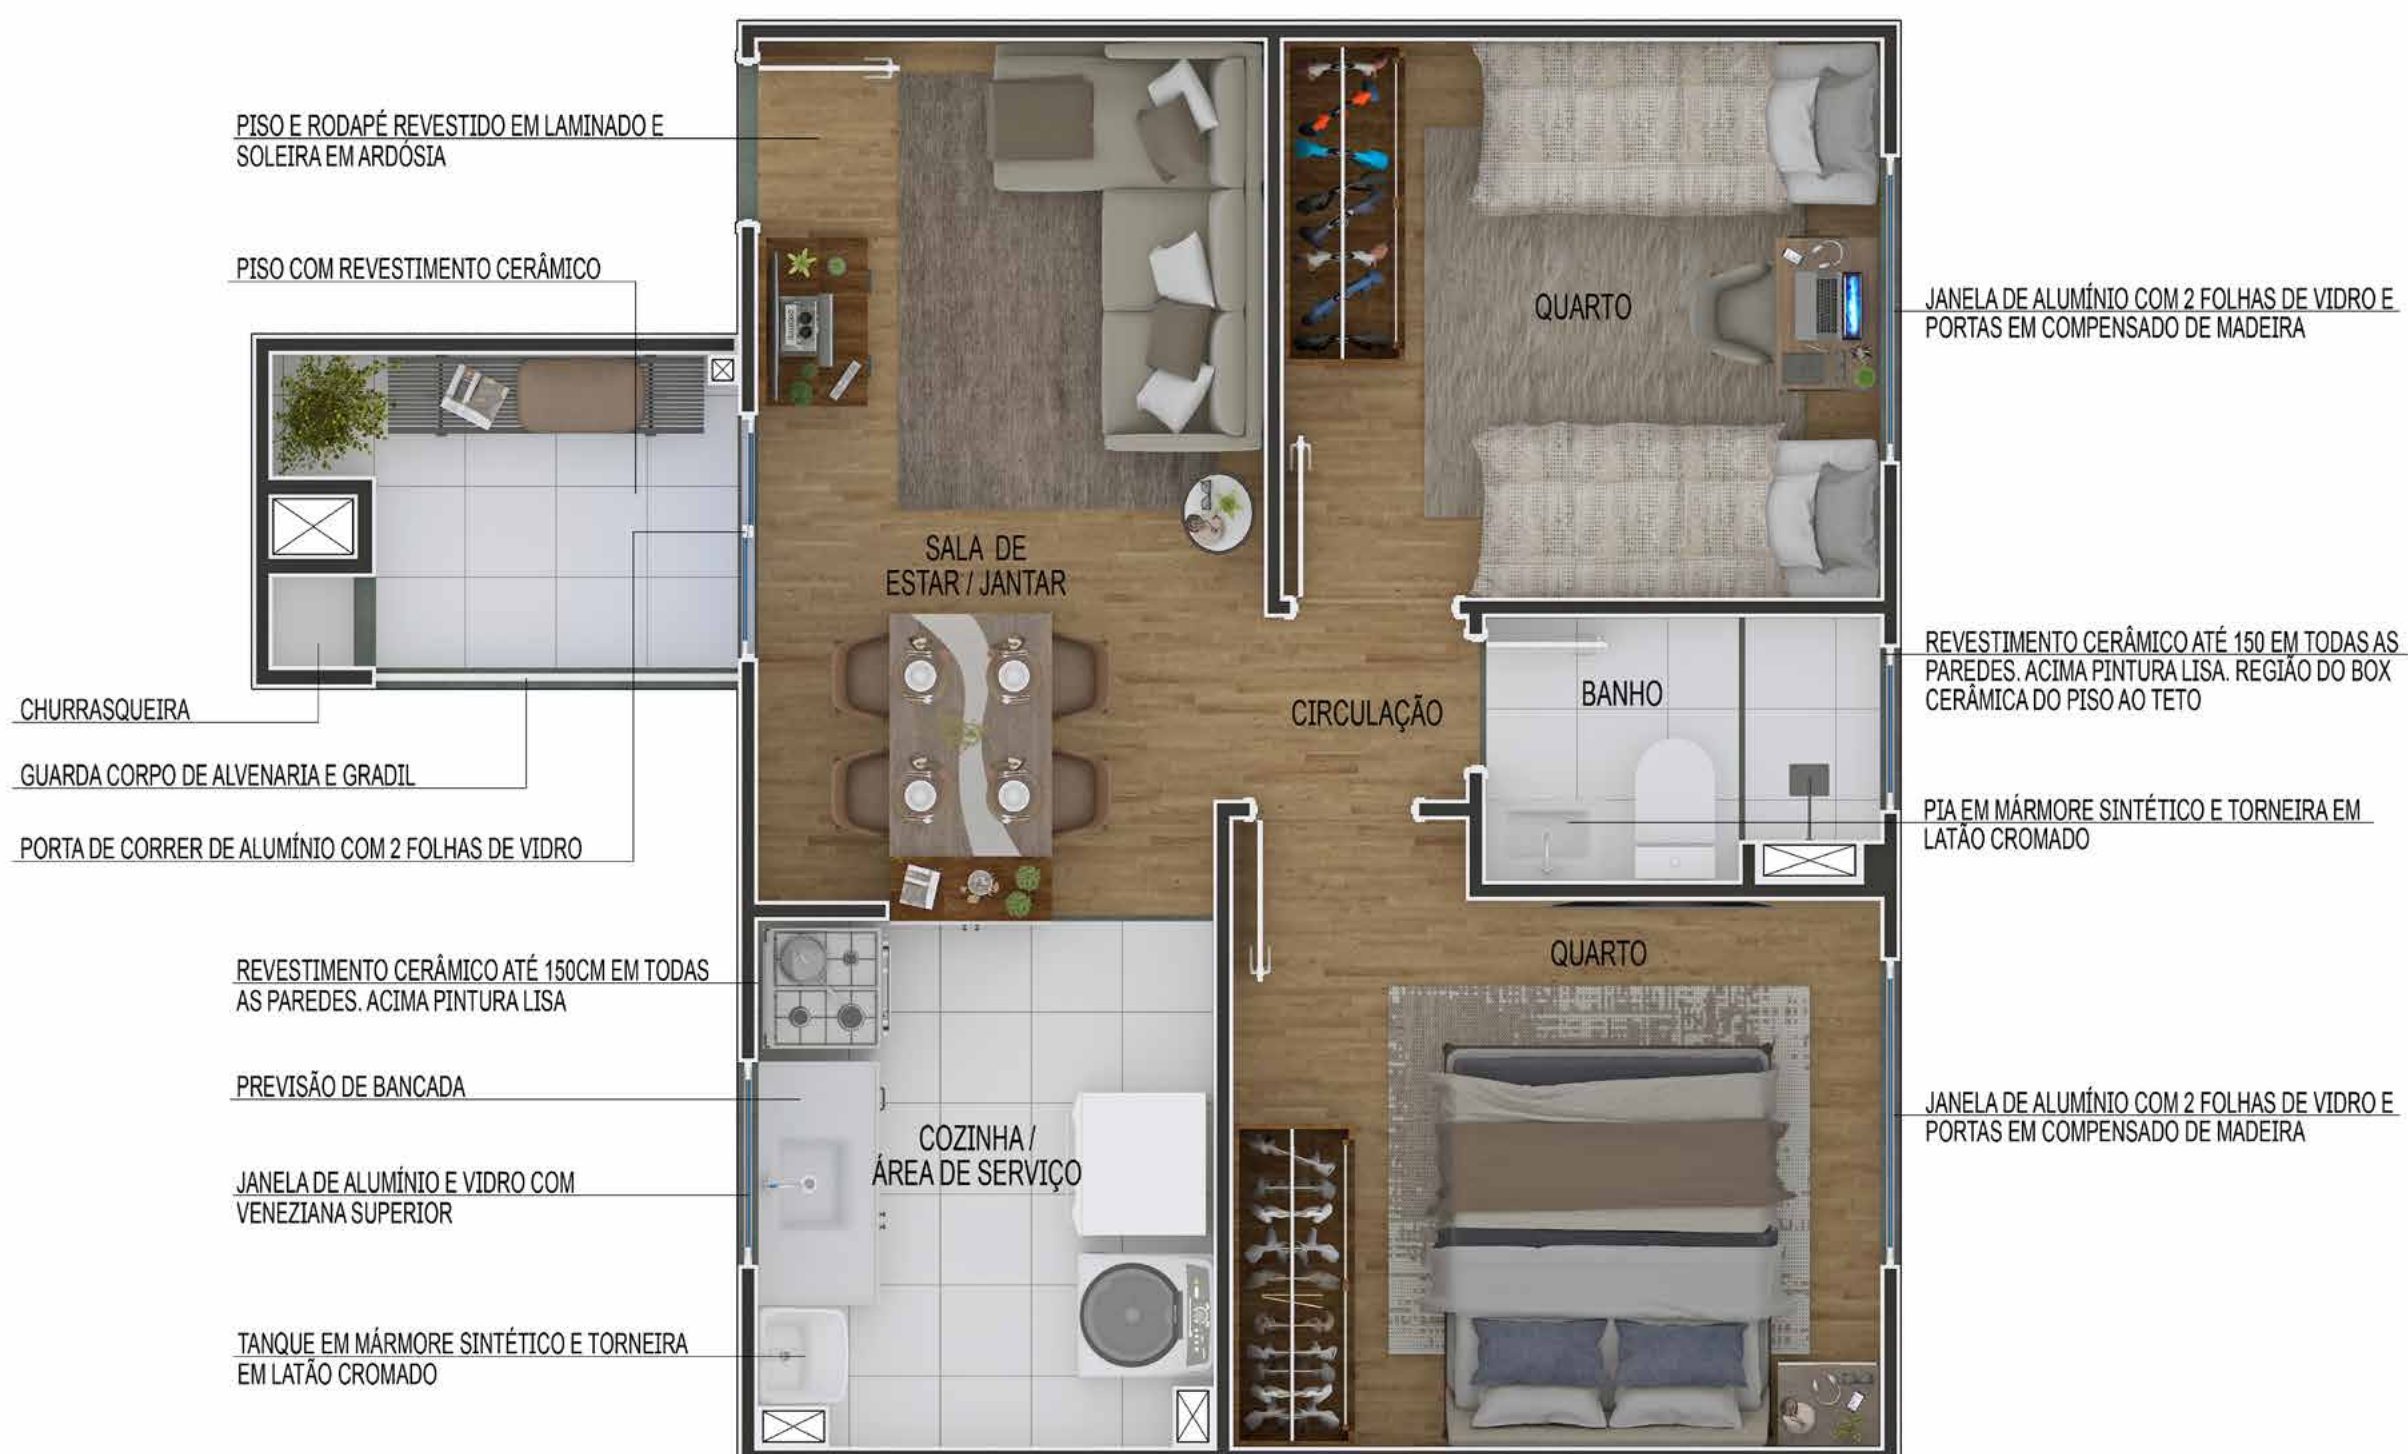 PISO E RODAPÉ REVESTIDO EM LAMINADO E
SOLEIRA EM ARDÓSIA
PISO COM REVESTIMENTO CERÂMICO
CHURRASQUEIRA
GUARDA CORPO DE ALVENARIA E GRADIL
PORTA DE CORRER DE ALUMÍNIO COM 2 FOLHAS DE VIDRO
REVESTIMENTO CERÂMICO ATÉ 150CM EM TODAS
AS PAREDES. ACIMA PINTURA LISA
PREVISÃO DE BANCADA
JANELA DE ALUMÍNIO E VIDRO COM
VENEZIANA SUPERIOR
TANQUE EM MÁRMORE SINTÉTICO E TORNEIRA
EM LATÃO CROMADO
SALA DE
ESTAR / JANTAR
COZINHA /
ÁREA DE SERVIÇO
QUARTO
CIRCULAÇÃO
BANHO
QUARTO
JANELA DE ALUMÍNIO COM 2 FOLHAS DE VIDRO E
PORTAS EM COMPENSADO DE MADEIRA
REVESTIMENTO CERÂMICO ATÉ 150 EM TODAS AS
PAREDES. ACIMA PINTURA LISA. REGIÃO DO BOX
CERÂMICA DO PISO AO TETO
PIA EM MÁRMORE SINTÉTICO E TORNEIRA EM
LATÃO CROMADO
JANELA DE ALUMÍNIO COM 2 FOLHAS DE VIDRO E
PORTAS EM COMPENSADO DE MADEIRA